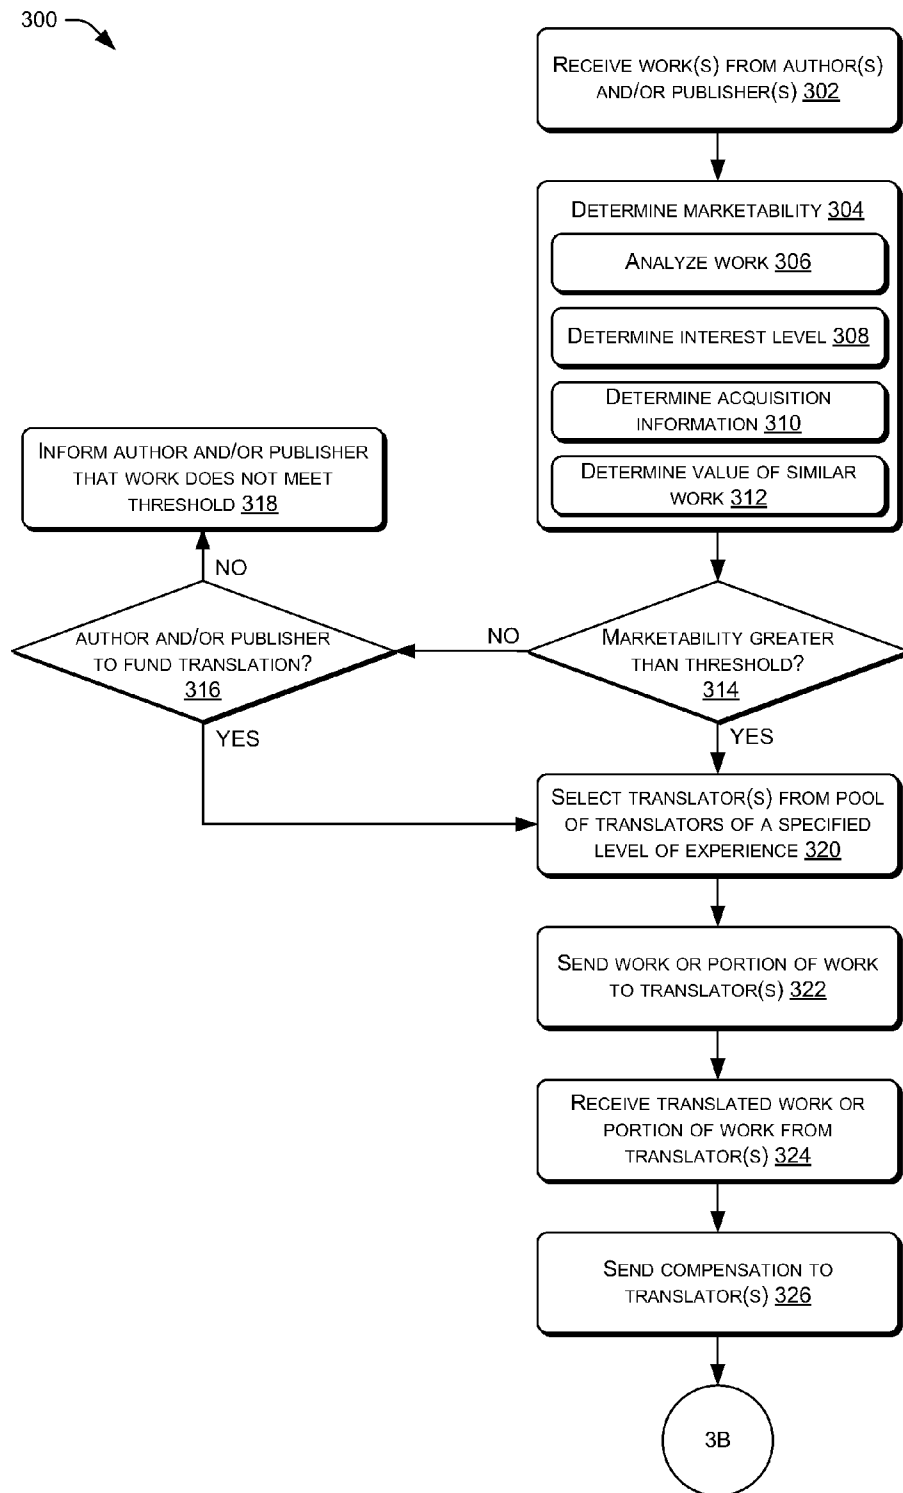 300
RECEIVE WORK(S) FROM AUTHOR(S)
AND/OR PUBLISHER(S) 302
DETERMINE MARKETABILITY 304
ANALYZE WORK 306
DETERMINE INTEREST LEVEL 308
DETERMINE ACQUISITION
INFORMATION 310
DETERMINE VALUE OF SIMILAR
WORK 312
INFORM AUTHOR AND/OR PUBLISHER
THAT WORK DOES NOT MEET
THRESHOLD 318
NO
AUTHOR AND/OR PUBLISHER
TO FUND TRANSLATION?
316
NO
MARKETABILITY GREATER
THAN THRESHOLD?
314
YES
YES
SELECT TRANSLATOR(S) FROM POOL
OF TRANSLATORS OF A SPECIFIED
LEVEL OF EXPERIENCE 320
SEND WORK OR PORTION OF WORK
TO TRANSLATOR(S) 322
RECEIVE TRANSLATED WORK OR
PORTION OF WORK FROM
TRANSLATOR(S) 324
SEND COMPENSATION TO
TRANSLATOR(S) 326
3B